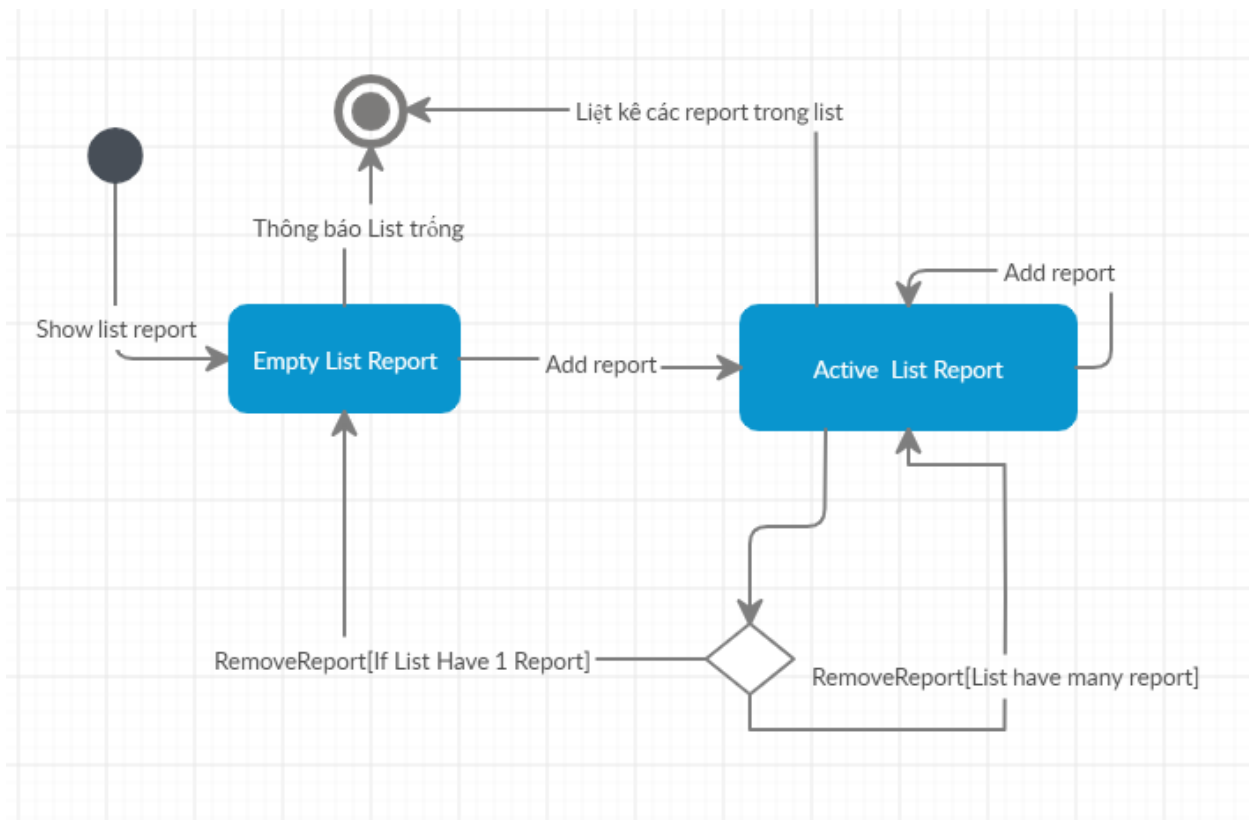 Liệt kê các report trong list
Thông báo List trống
Add report
Show list report
Empty List Report
Add report
Active List Report
RemoveReport[If List Have 1 Report]
RemoveReport[List have many report]